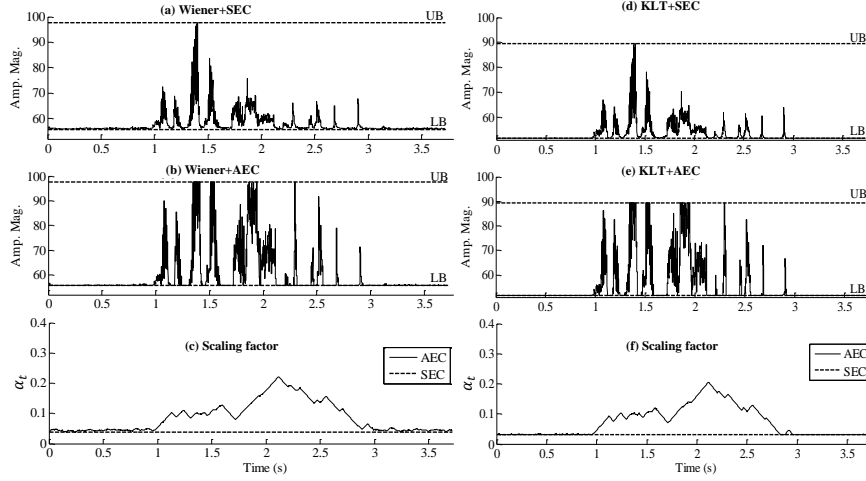 (a) Wiener+SEC
UB
100
90
80
70
60
Amp. Mag.
LB
0 0.5 1 1.5 2 2.5 3 3.5
(b) Wiener+AEC
UB
100
90
80
70
60
Amp. Mag.
LB
0 0.5 1 1.5 2 2.5 3 3.5
(c) Scaling factor
0.4
0.3
0.2
0.1
0
αt
AEC
SEC
0 0.5 1 1.5 2 2.5 3 3.5
Time (s)
(d) KLT+SEC
UB
100
90
80
70
60
Amp. Mag.
LB
0 1 1.5 2 2.5 3 3.5
(e) KLT+AEC
UB
100
90
80
70
60
Amp. Mag.
LB
0 1 1.5 2 2.5 3 3.5
(f) Scaling factor
0.4
0.3
0.2
0.1
0
αt
AEC
SEC
0 0.5 1 1.5 2 2.5 3 3.5
Time (s)